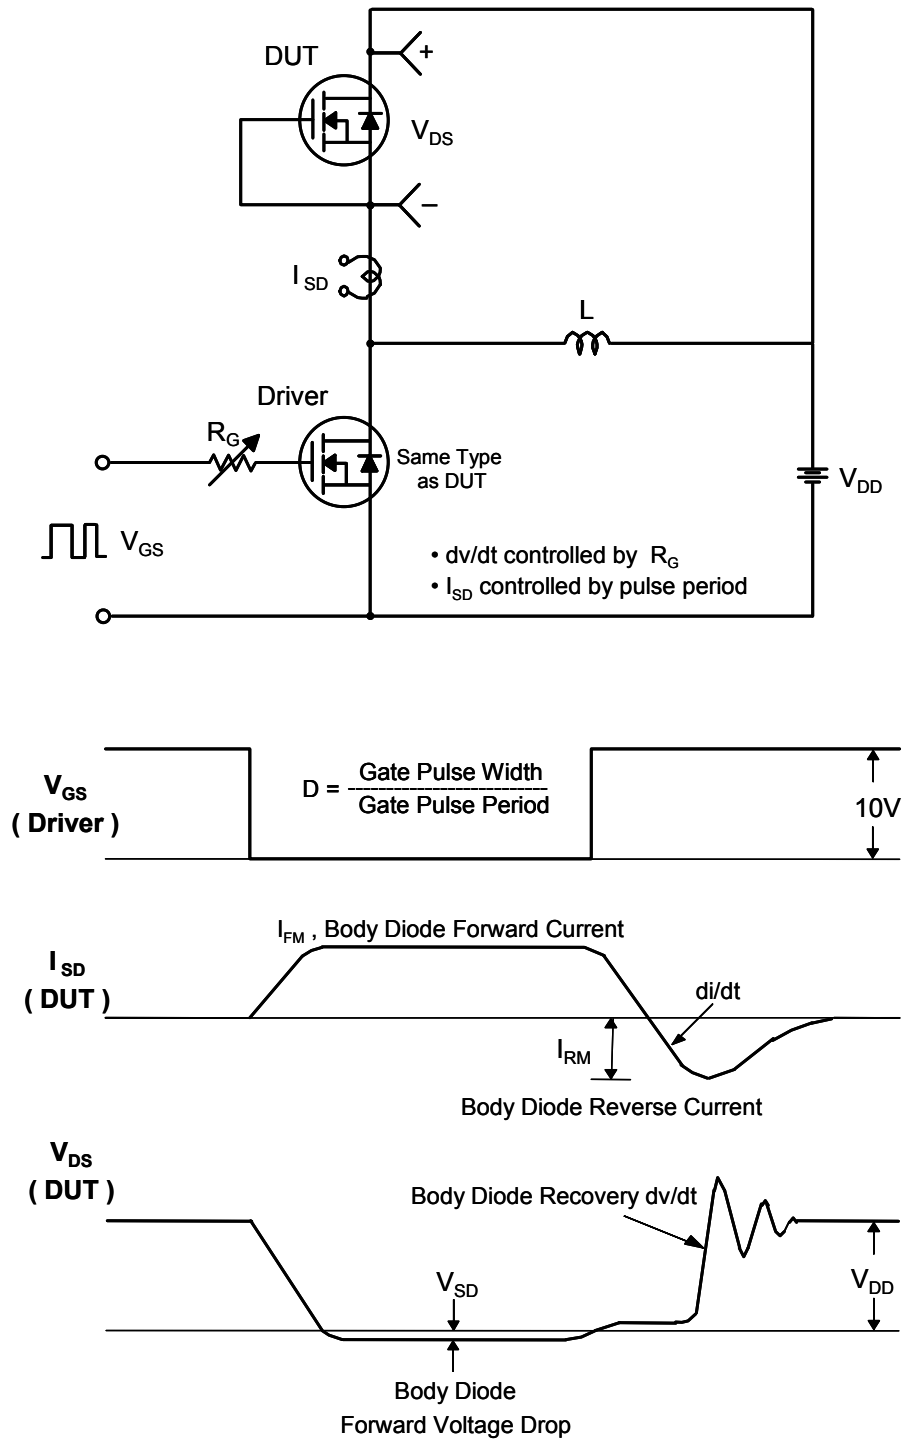 DUT
+
V_DS
–
I_SD
L
Driver
R_G
Same Type
as DUT
V_DD
V_GS
• dv/dt controlled by R_G
• I_SD controlled by pulse period
V_GS
( Driver )
D = Gate Pulse Width
Gate Pulse Period
10V
I_FM , Body Diode Forward Current
I_SD
( DUT )
di/dt
I_RM
Body Diode Reverse Current
V_DS
( DUT )
Body Diode Recovery dv/dt
V_SD
V_DD
Body Diode
Forward Voltage Drop